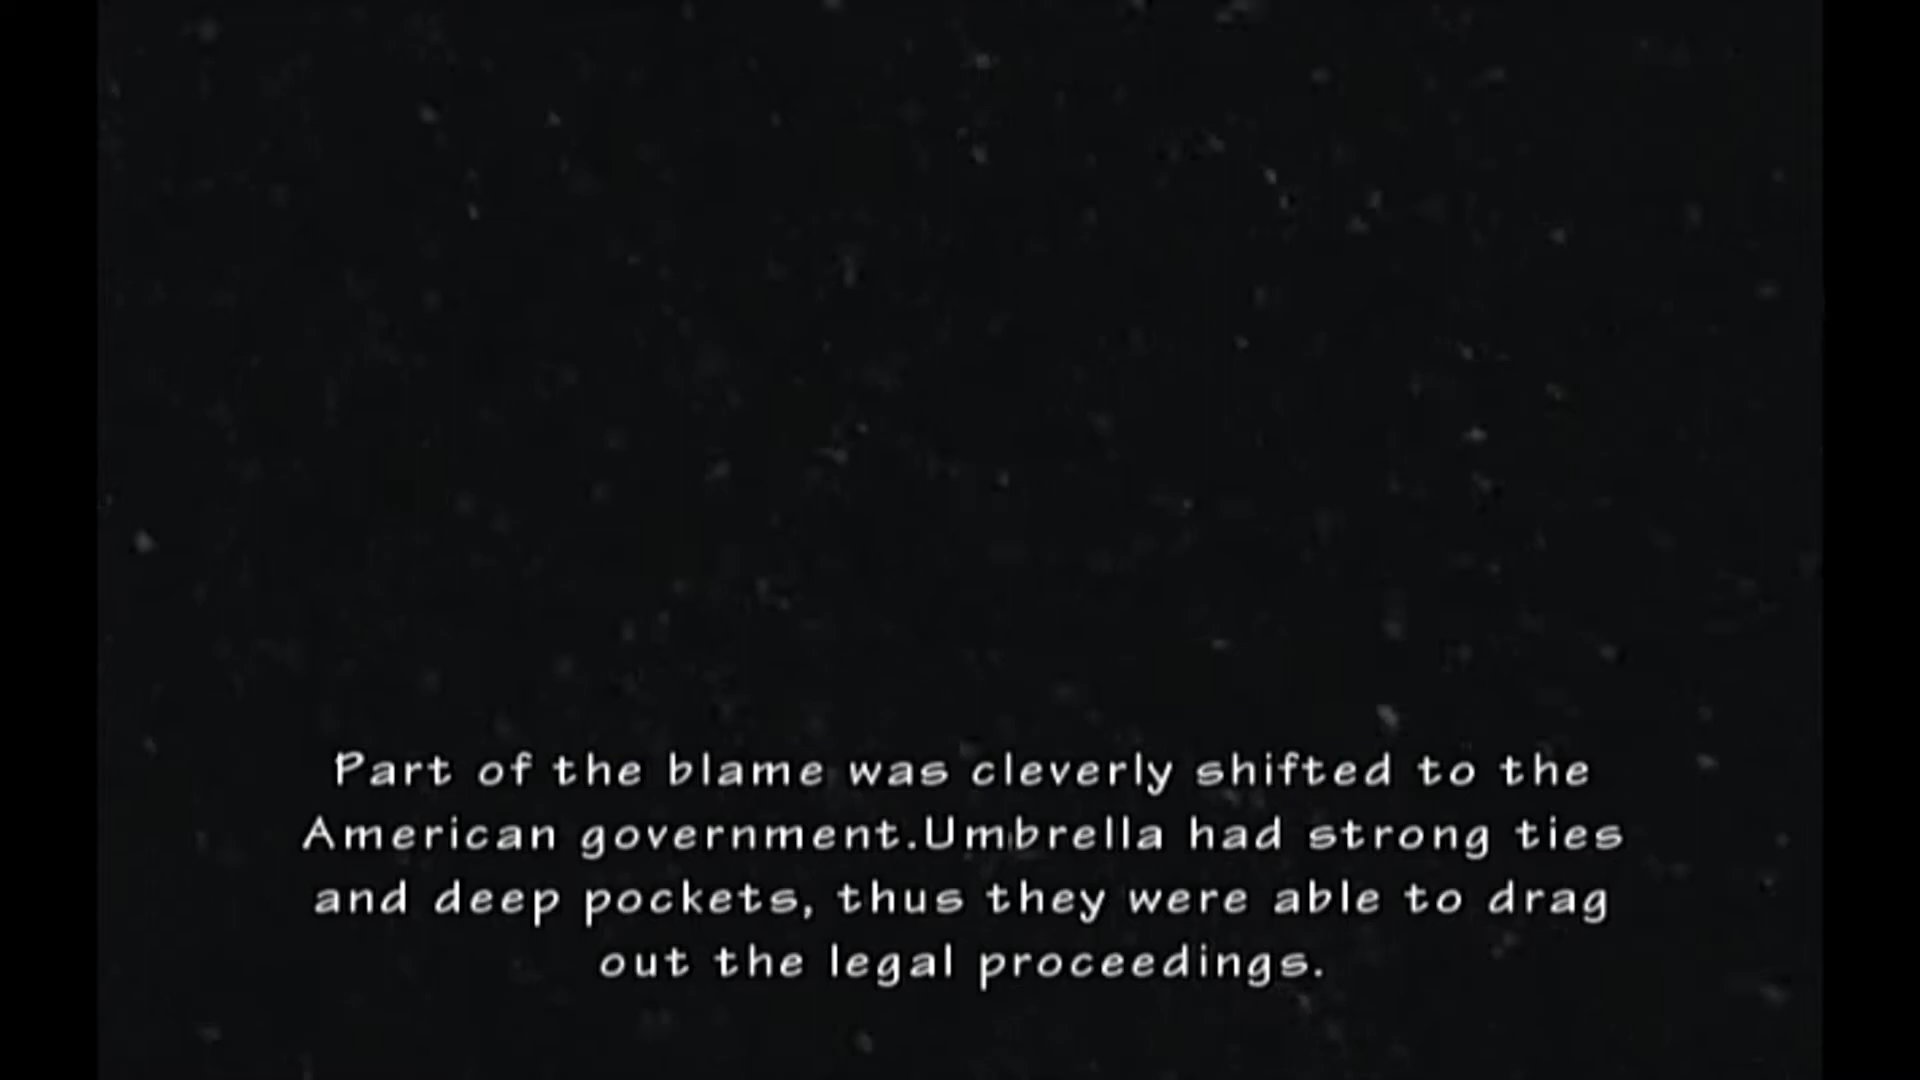 Part of the blame was cleverly shifted to the
American government.Umbrella had strong ties
and deep pockets, thus they were able to drag
out the legal proceedings.